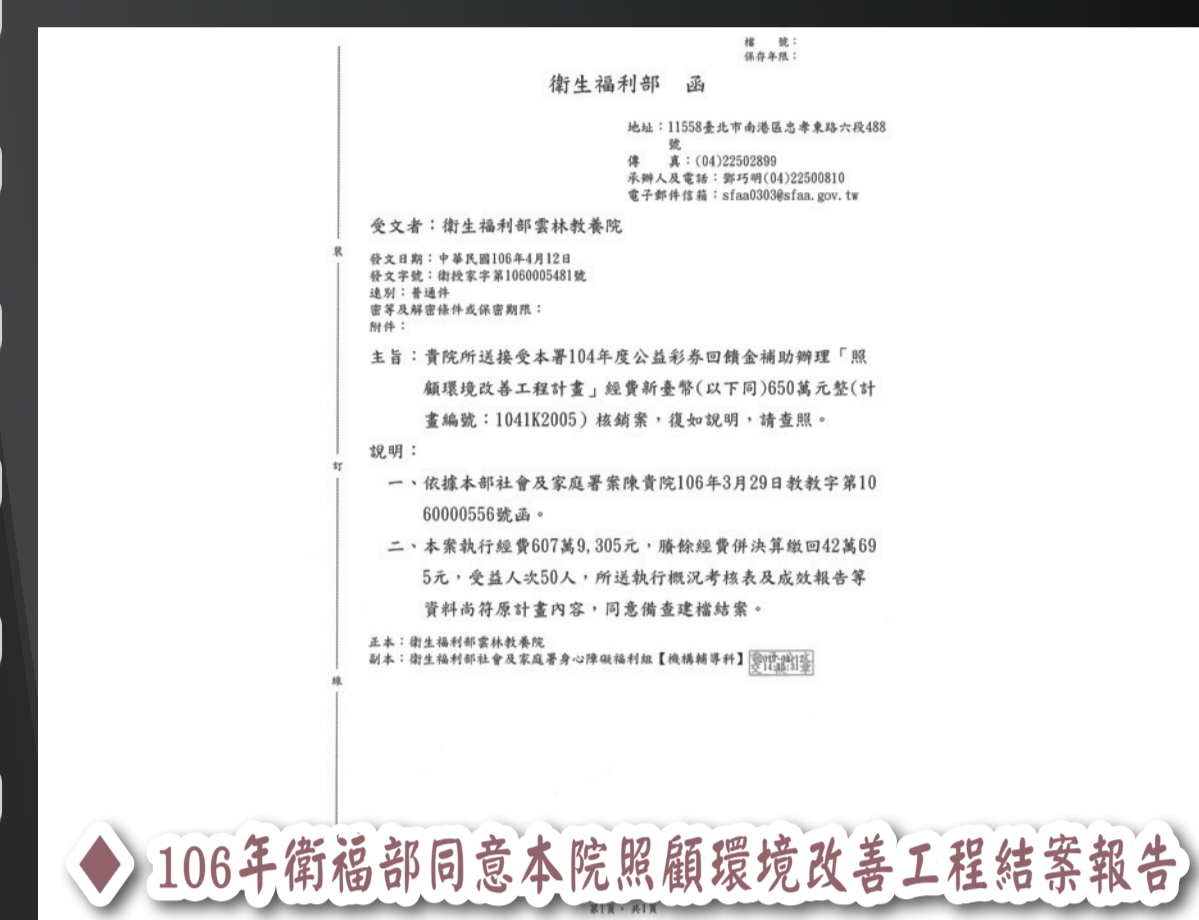 檔　　號：
保存年限：
衛生福利部　函
地址：11558臺北市南港區忠孝東路六段488
號
傳　　真：(04)22502899
承辦人及電話：鄧巧明(04)22500810
電子郵件信箱：sfaa0303@sfaa.gov.tw
受文者：衛生福利部雲林教養院
裝
發文日期：中華民國106年4月12日
發文字號：衛授家字第1060005481號
速別：普通件
密等及解密條件或保密期限：
附件：
主旨：貴院所送接受本署104年度公益彩券回饋金補助辦理「照
顧環境改善工程計畫」經費新臺幣(以下同)650萬元整(計
畫編號：1041K2005)核銷案，復如說明，請查照。
說明：
訂
一、依據本部社會及家庭署案陳貴院106年3月29日教教字第10
60000556號函。
二、本案執行經費607萬9,305元，賸餘經費併決算繳回42萬69
5元，受益人次50人，所送執行概況考核表及成效報告等
資料尚符原計畫內容，同意備查建檔結案。
正本：衛生福利部雲林教養院
副本：衛生福利部社會及家庭署身心障礙福利組【機構輔導科】
線
106年衛福部同意本院照顧環境改善工程結案報告
第1頁，共1頁